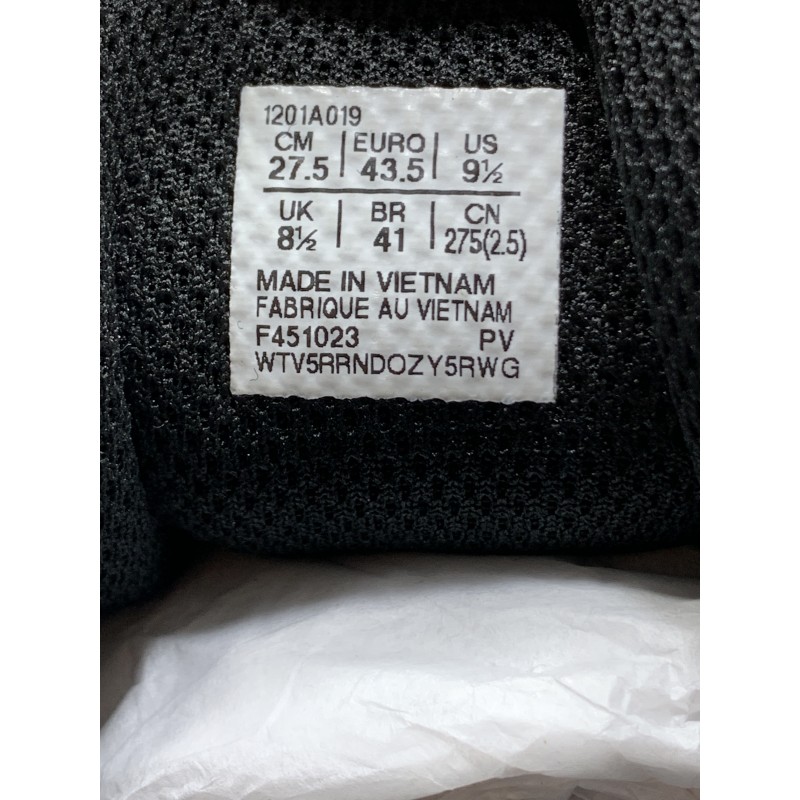 1201A019
CM | EURO | US
27.5 | 43.5 | 9½
UK | BR | CN
8½ | 41 | 275(2.5)
MADE IN VIETNAM
FABRIQUE AU VIETNAM
F451023 PV
WTV5RRNDOZY5RWG